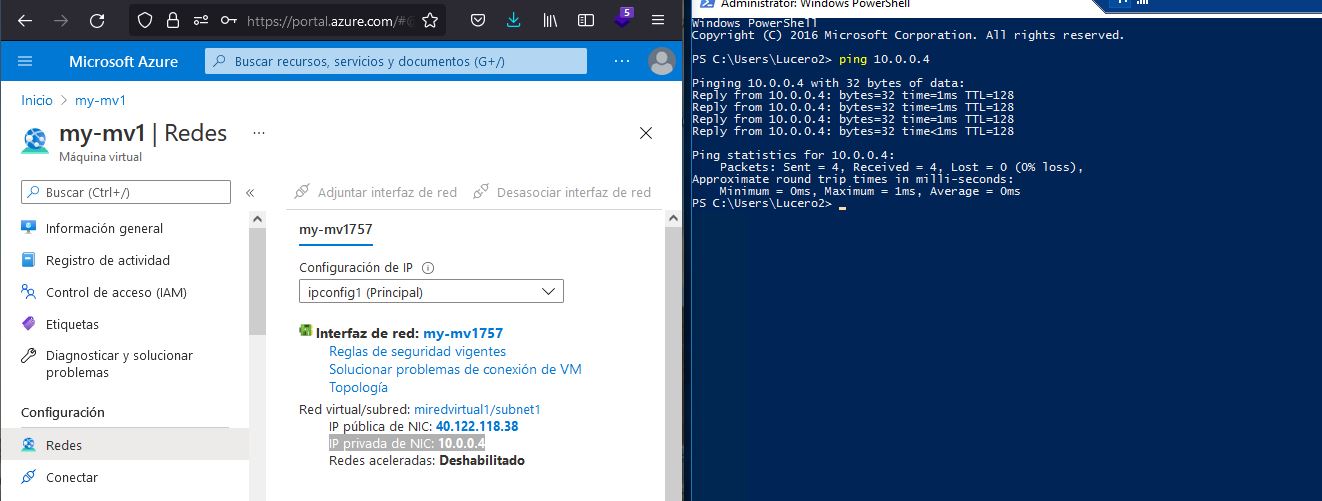 https://portal.azure.com/#@
5
Microsoft Azure
Buscar recursos, servicios y documentos (G+/)
Inicio > my-mv1
my-mv1 | Redes
Máquina virtual
Buscar (Ctrl+/)
Adjuntar interfaz de red
Desasociar interfaz de red
Información general
Registro de actividad
Control de acceso (IAM)
Etiquetas
Diagnosticar y solucionar
problemas
Configuración
Redes
Conectar
my-mv1757
Configuración de IP
ipconfig1 (Principal)
Interfaz de red: my-mv1757
Reglas de seguridad vigentes
Solucionar problemas de conexión de VM
Topología
Red virtual/subred: miredvirtual1/subnet1
IP pública de NIC: 40.122.118.38
IP privada de NIC: 10.0.0.4
Redes aceleradas: Deshabilitado
Administrator: Windows PowerShell
Windows PowerShell
Copyright (C) 2016 Microsoft Corporation. All rights reserved.
PS C:\Users\Lucero2> ping 10.0.0.4
Pinging 10.0.0.4 with 32 bytes of data:
Reply from 10.0.0.4: bytes=32 time=1ms TTL=128
Reply from 10.0.0.4: bytes=32 time<1ms TTL=128
Reply from 10.0.0.4: bytes=32 time=1ms TTL=128
Reply from 10.0.0.4: bytes=32 time<1ms TTL=128
Ping statistics for 10.0.0.4:
Packets: Sent = 4, Received = 4, Lost = 0 (0% loss),
Approximate round trip times in milli-seconds:
Minimum = 0ms, Maximum = 1ms, Average = 0ms
PS C:\Users\Lucero2>